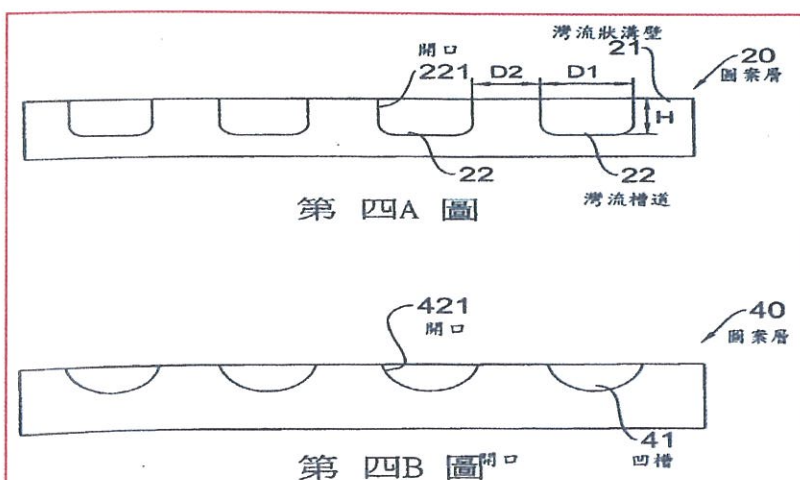 灣流狀溝壁
開口 21 20
221 D2 D1 圖案層
H
22 22
灣流槽道
第 四A 圖
421 40
開口 圖案層
41
凹槽
第 四B 圖 開口